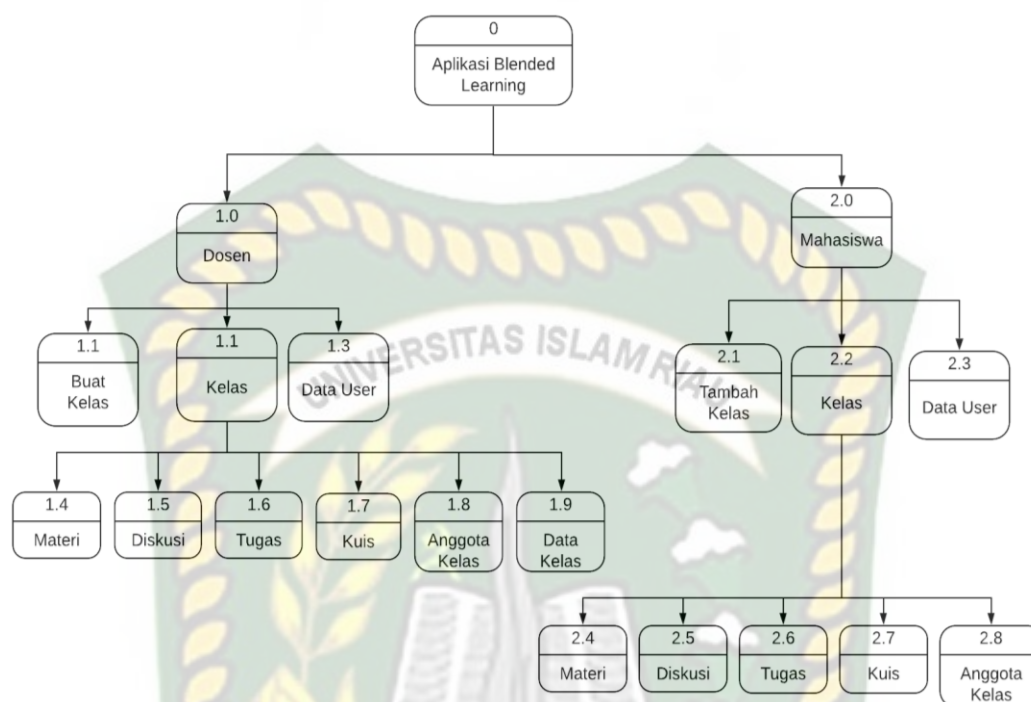 0
Aplikasi Blended
Learning
1.0
Dosen
2.0
Mahasiswa
UNIVERSITAS ISLAM RIAU
1.1
Buat
Kelas
1.1
Kelas
1.3
Data User
2.1
Tambah
Kelas
2.2
Kelas
2.3
Data User
1.4
Materi
1.5
Diskusi
1.6
Tugas
1.7
Kuis
1.8
Anggota
Kelas
1.9
Data
Kelas
2.4
Materi
2.5
Diskusi
2.6
Tugas
2.7
Kuis
2.8
Anggota
Kelas